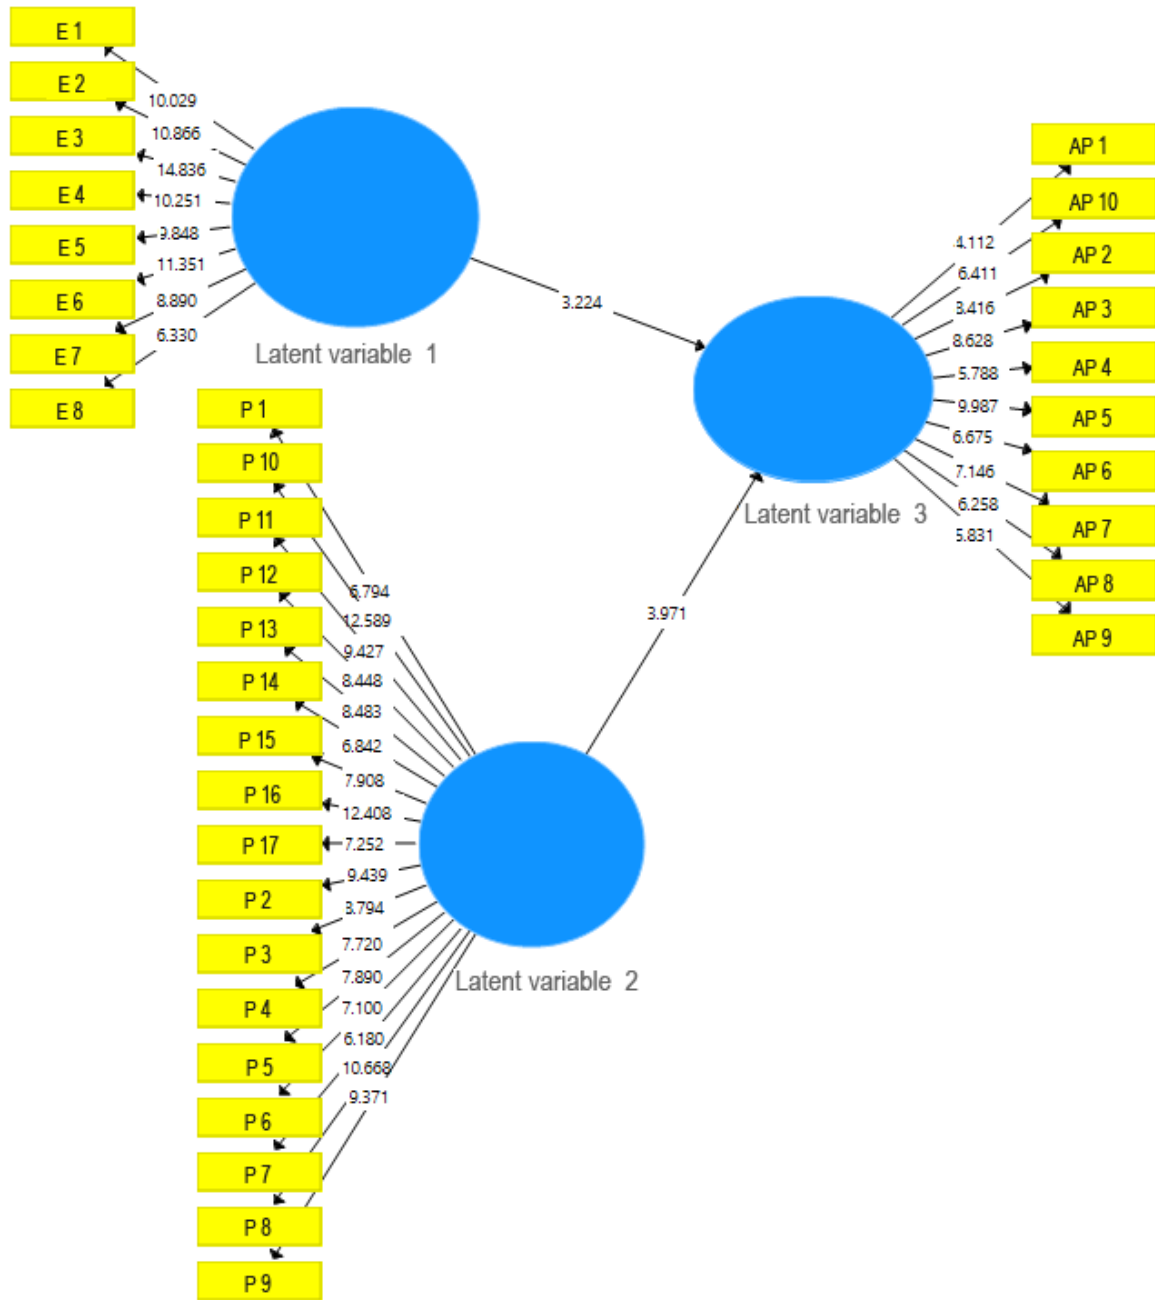 E 1
E 2
E 3
E 4
E 5
E 6
E 7
E 8
10.029
10.866
14.836
10.251
9.848
11.351
8.890
6.330
Latent variable 1
3.224
AP 1
AP 10
AP 2
AP 3
AP 4
AP 5
AP 6
AP 7
AP 8
AP 9
4.112
6.411
8.628
5.788
9.987
6.675
7.146
6.258
5.831
Latent variable 3
3.971
P 1
P 10
P 11
P 12
P 13
P 14
P 15
P 16
P 17
P 2
P 3
P 4
P 5
P 6
P 7
P 8
P 9
6.794
12.589
9.427
8.448
8.483
6.842
7.908
12.408
7.252
9.439
7.720
7.890
7.100
6.180
10.668
9.371
Latent variable 2